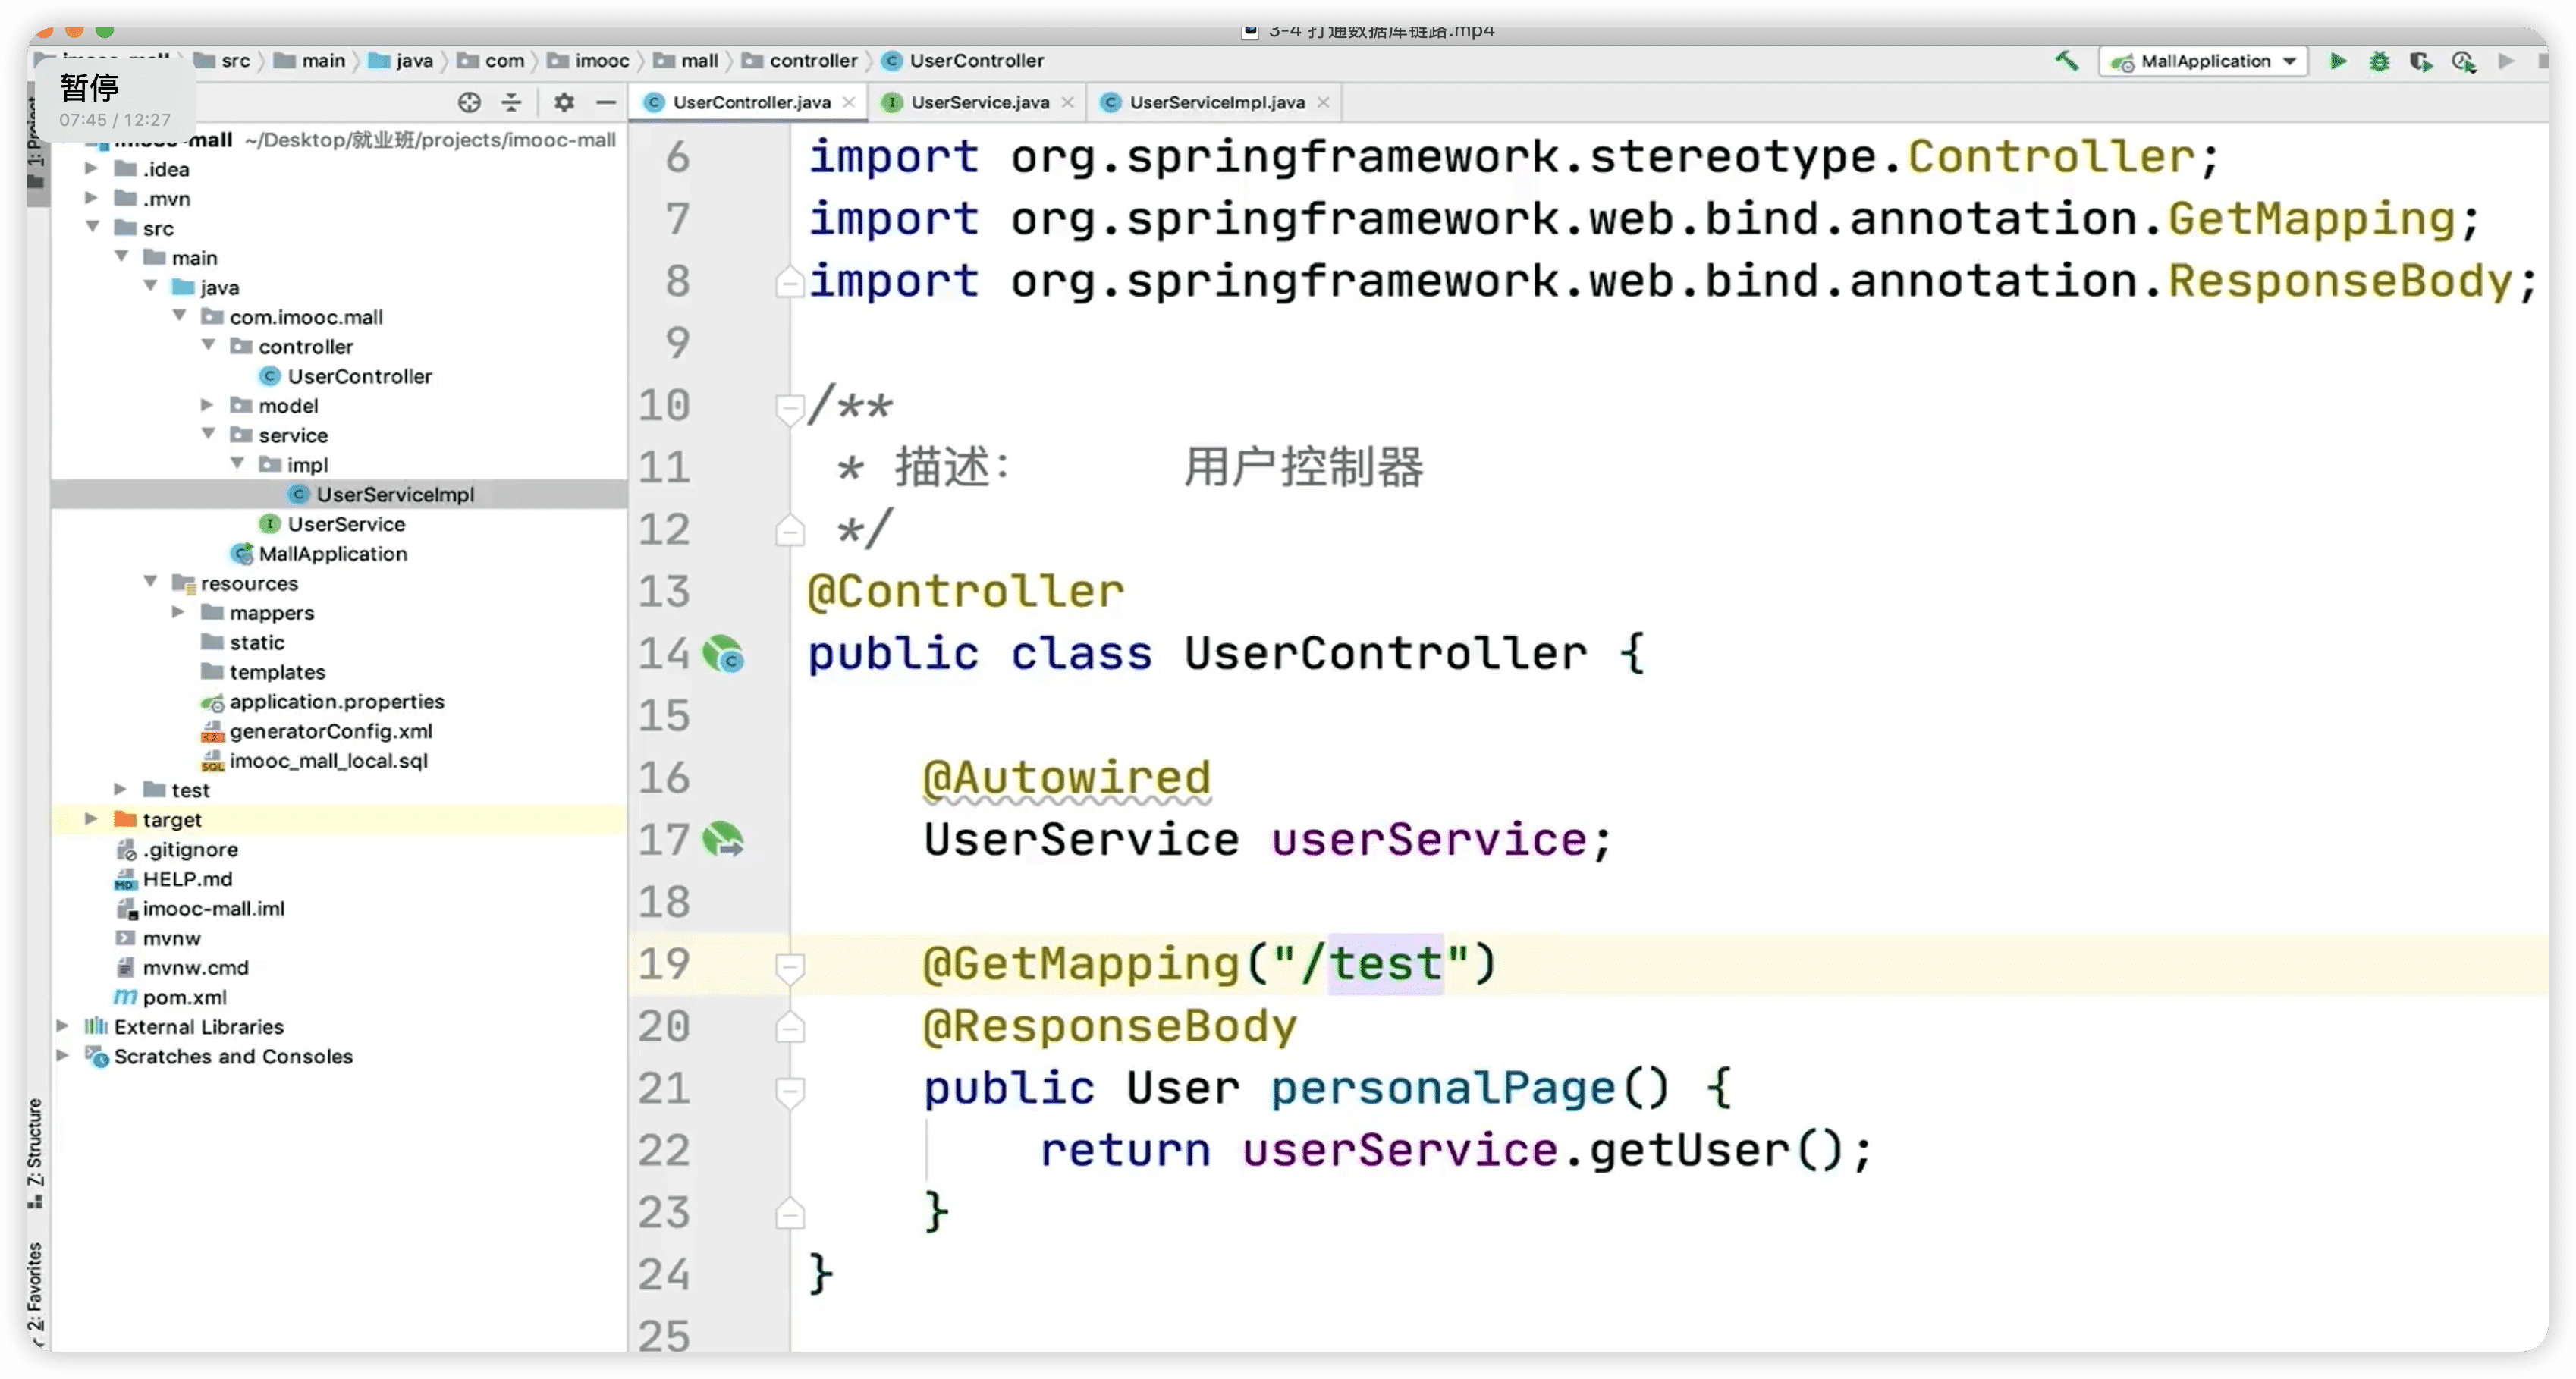 3-4 打通数据库链路.mp4
src main java com imooc mall controller UserController
MallApplication
暂停
07:45 / 12:27
UserController.java
UserService.java
UserServiceImpl.java
1: Project
imooc-mall ~/Desktop/就业班/projects/imooc-mall
.idea
.mvn
src
main
java
com.imooc.mall
controller
UserController
model
service
impl
UserServiceImpl
UserService
MallApplication
resources
mappers
static
templates
application.properties
generatorConfig.xml
imooc_mall_local.sql
test
target
.gitignore
HELP.md
imooc-mall.iml
mvnw
mvnw.cmd
pom.xml
External Libraries
Scratches and Consoles
Z: Structure
2: Favorites
6 import org.springframework.stereotype.Controller;
7 import org.springframework.web.bind.annotation.GetMapping;
8 import org.springframework.web.bind.annotation.ResponseBody;
9
10 /**
11 * 描述： 用户控制器
12 */
13 @Controller
14 public class UserController {
15
16 @Autowired
17 UserService userService;
18
19 @GetMapping("/test")
20 @ResponseBody
21 public User personalPage() {
22 return userService.getUser();
23 }
24 }
25